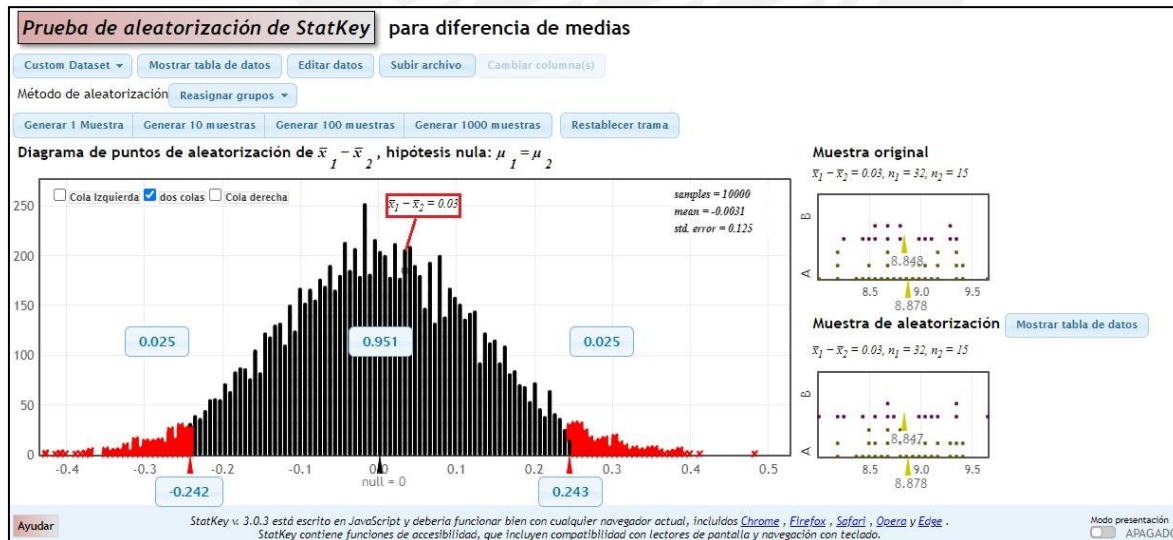 Prueba de aleatorización de StatKey para diferencia de medias
Custom Dataset Mostrar tabla de datos Editar datos Subir archivo Cambiar columna(s)
Método de aleatorización Reasignar grupos
Generar 1 Muestra Generar 10 muestras Generar 100 muestras Generar 1000 muestras Restablecer trama
Diagrama de puntos de aleatorización de x̄₁ − x̄₂ , hipótesis nula: μ₁ = μ₂
Cola Izquierda dos colas Cola derecha
x̄₁ − x̄₂ = 0.03
samples = 10000
mean = -0.0031
std. error = 0.125
250
200
150
100
50
0
0.025 0.951 0.025
-0.4 -0.3 -0.2 -0.1 0.0 0.1 0.2 0.3 0.4 0.5
null = 0
-0.242 0.243
Muestra original
x̄₁ − x̄₂ = 0.03, n₁ = 32, n₂ = 15
B
8.848
A
8.5 9.0 9.5
8.878
Muestra de aleatorización Mostrar tabla de datos
x̄₁ − x̄₂ = 0.03, n₁ = 32, n₂ = 15
B
8.847
A
8.5 9.0 9.5
8.878
Ayudar
StatKey v. 3.0.3 está escrito en JavaScript y debería funcionar bien con cualquier navegador actual, incluidos Chrome , Firefox , Safari , Opera y Edge .
StatKey contiene funciones de accesibilidad, que incluyen compatibilidad con lectores de pantalla y navegación con teclado.
Modo presentación
APAGADO